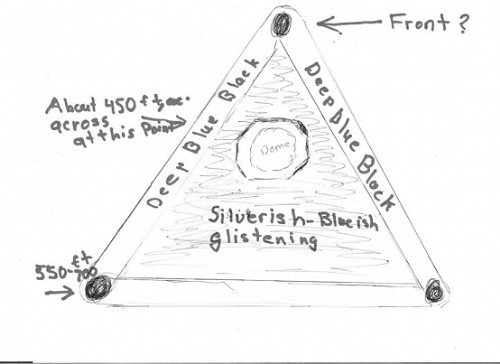 Front?
About 450 ft
across
at this Point
Deep Blue Black
Deep blue Black
Dome
Silverish-Blueish
glistening
ft
550-700